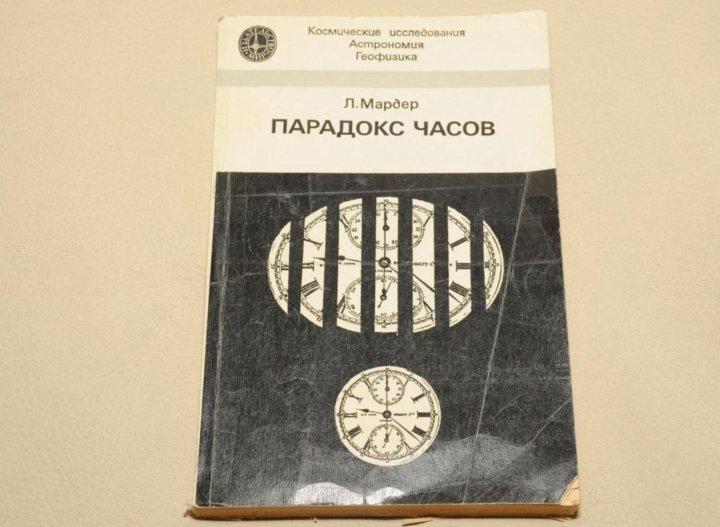 Космические исследования
Астрономия
Геофизика
Л. Мардер
ПАРАДОКС ЧАСОВ